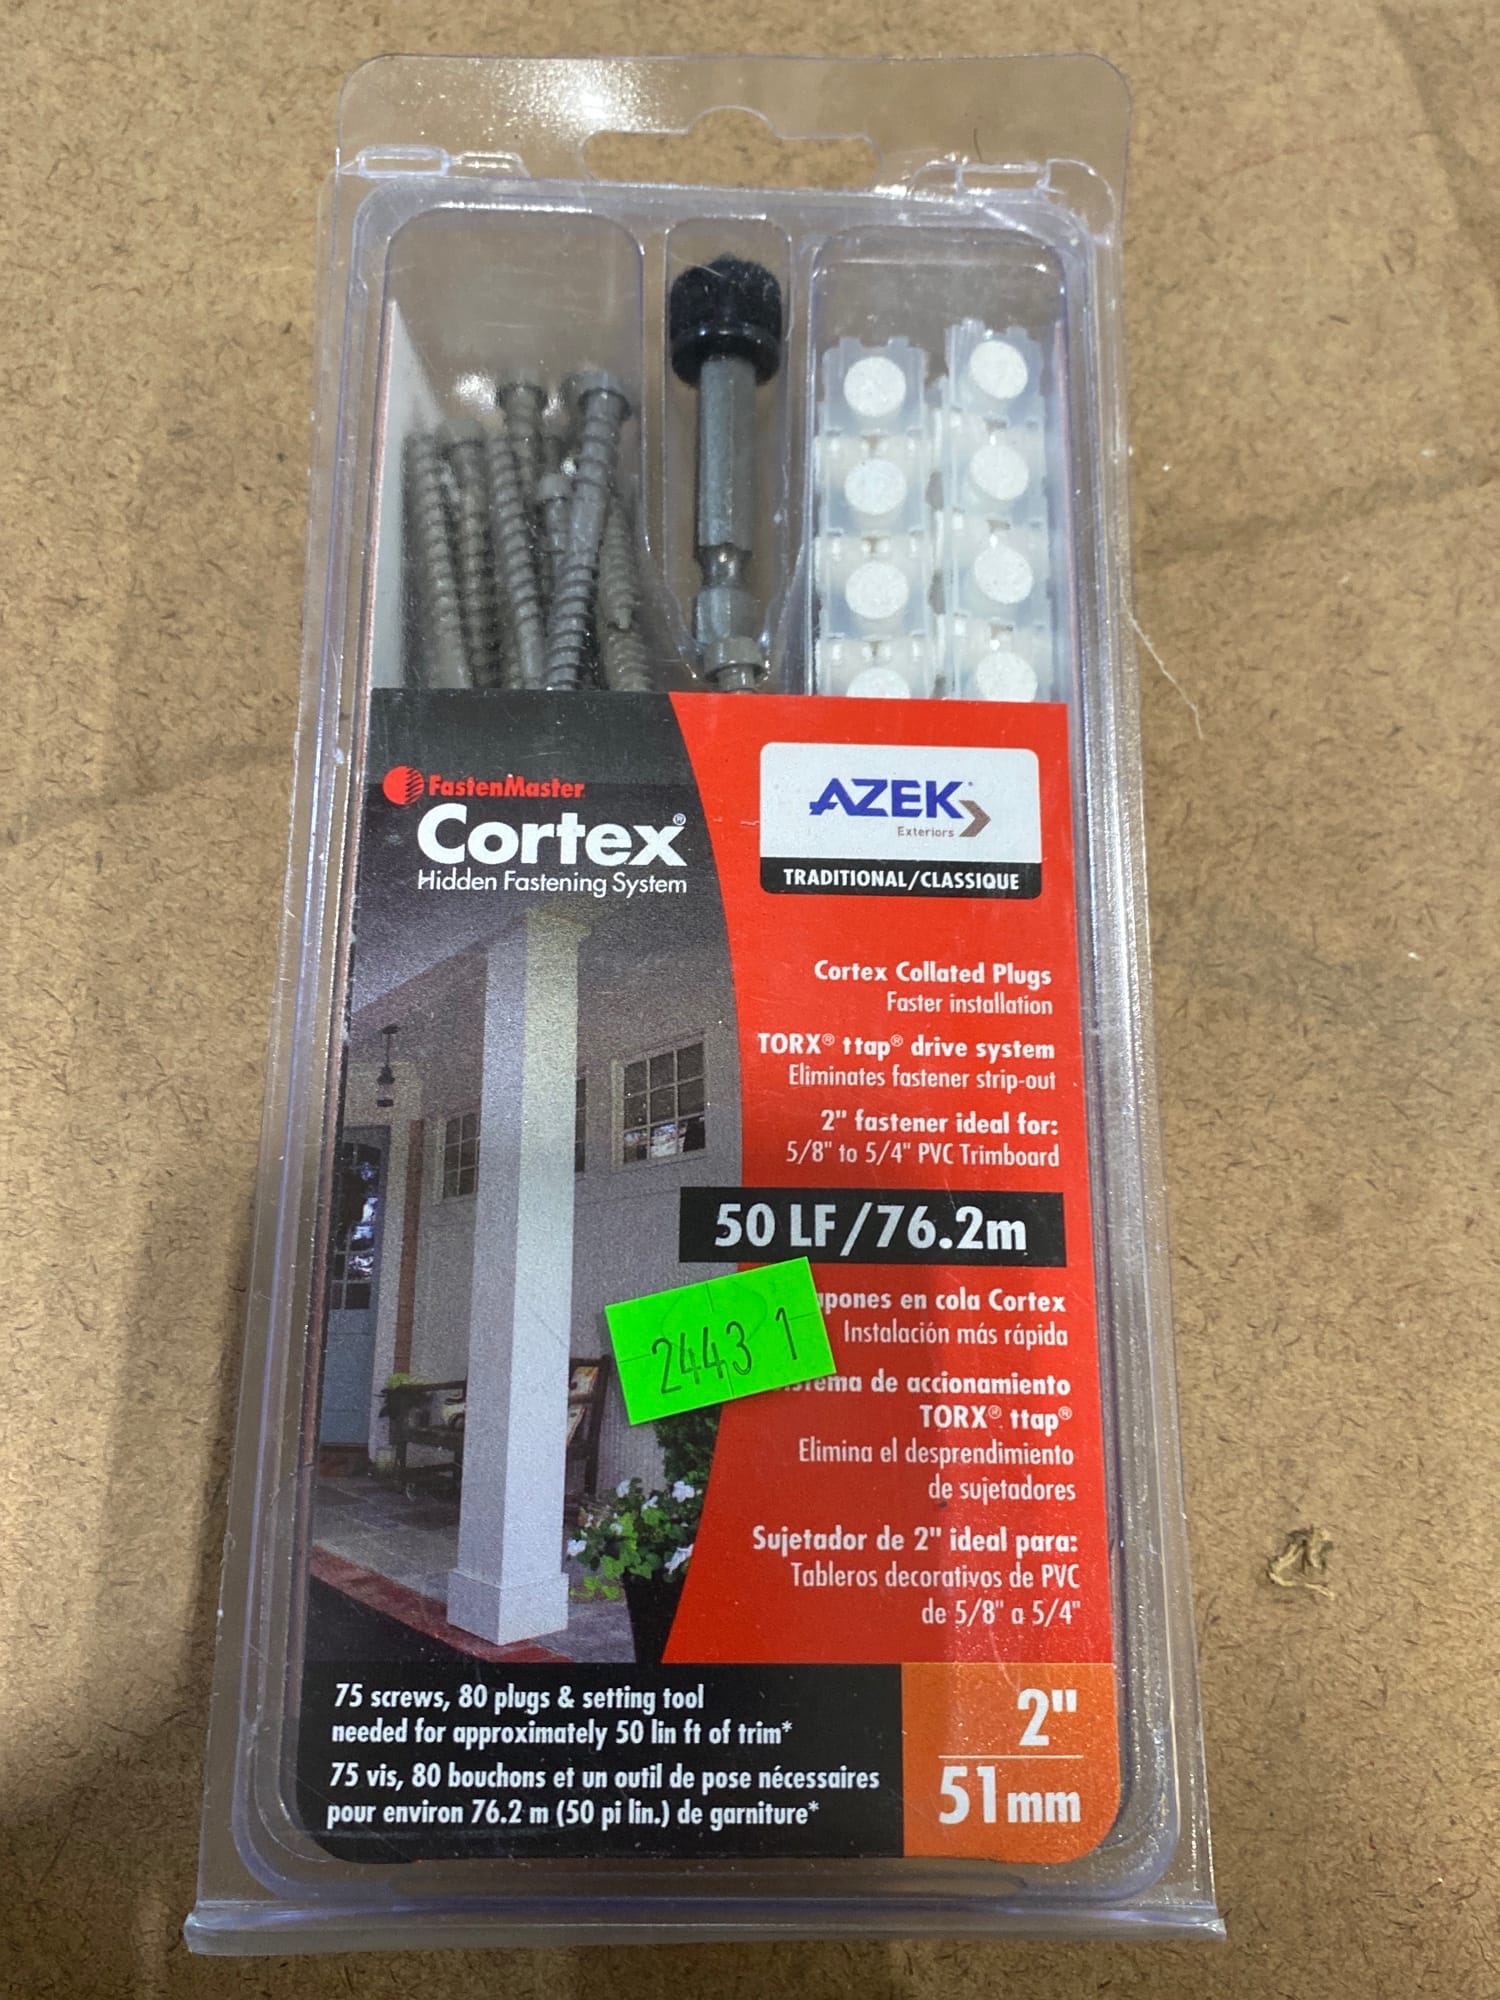 FastenMaster
Cortex®
Hidden Fastening System
AZEK
Exteriors
TRADITIONAL/CLASSIQUE
Cortex Collated Plugs
Faster installation
TORX® ttap® drive system
Eliminates fastener strip-out
2" fastener ideal for:
5/8" to 5/4" PVC Trimboard
50 LF/76.2m
2443 1
en cola Cortex
Instalación más rápida
de accionamiento
TORX® ttap®
Elimina el desprendimiento
de sujetadores
Sujetador de 2" ideal para:
Tableros decorativos de PVC
de 5/8" a 5/4"
75 screws, 80 plugs & setting tool
needed for approximately 50 lin ft of trim*
75 vis, 80 bouchons et un outil de pose nécessaires
pour environ 76.2 m (50 pi lin.) de garniture*
2"
51mm